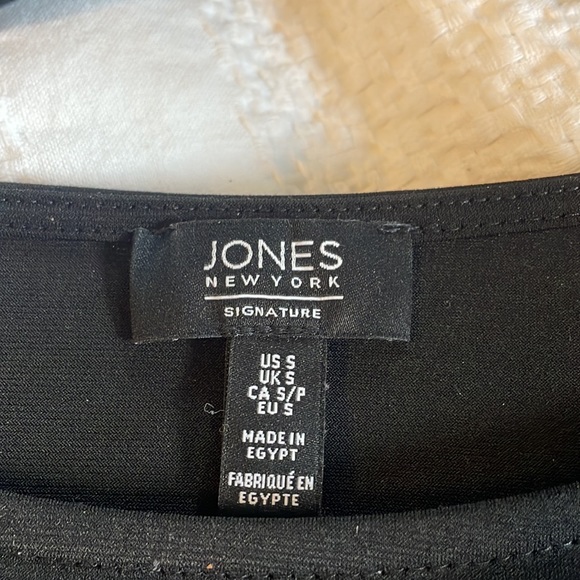 JONES
NEW YORK
SIGNATURE
US S
UK S
CA S/P
EU S
MADE IN
EGYPT
FABRIQUÉ EN
EGYPTE